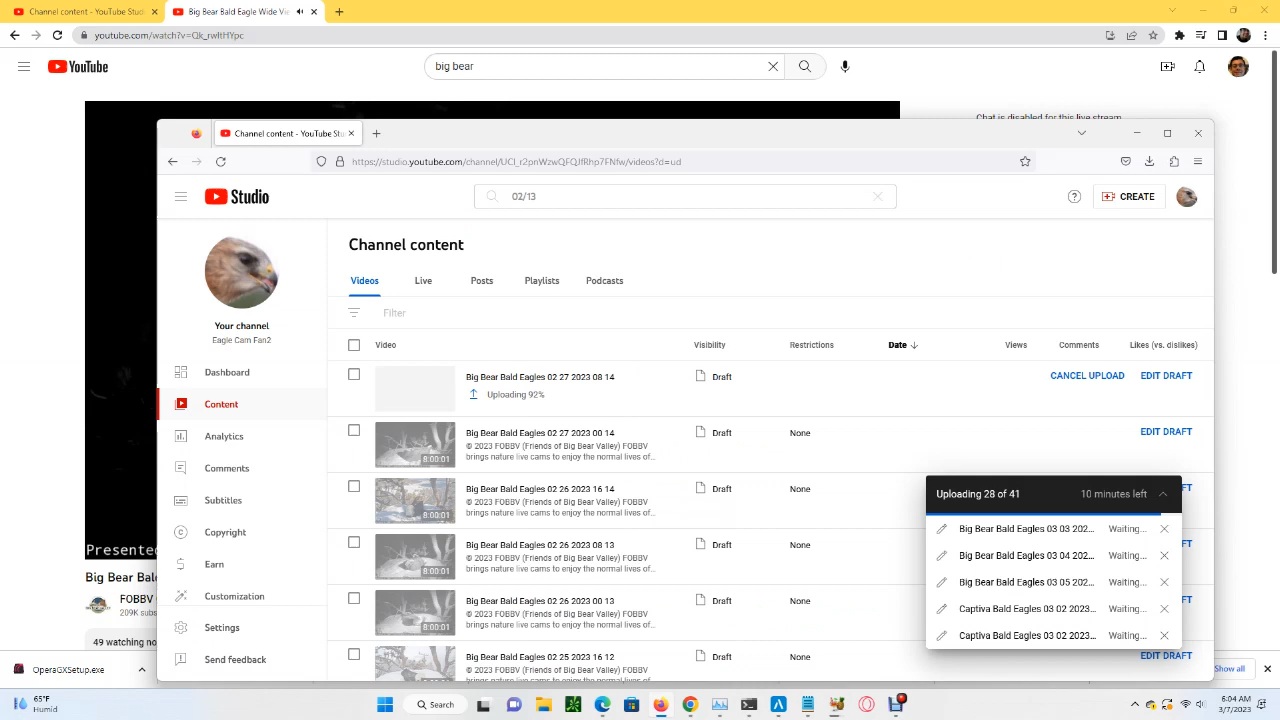 Channel content - YouTube Studio
Big Bear Bald Eagle Wide Vie
youtube.com/watch?v=Qk_rwltHYpc
YouTube
big bear
Chat is disabled for this live stream.
Channel content - YouTube Stu
https://studio.youtube.com/channel/UCl_r2pnWzwQFQJfRhp7FNfw/videos?d=ud
Studio
02/13
CREATE
Channel content
Videos Live Posts Playlists Podcasts
Your channel
Eagle Cam Fan2
Filter
Video Visibility Restrictions Date Views Comments Likes (vs. dislikes)
Big Bear Bald Eagles 02 27 2023 08 14 Draft CANCEL UPLOAD EDIT DRAFT
Uploading 92%
Big Bear Bald Eagles 02 27 2023 00 14 Draft None EDIT DRAFT
© 2023 FOBBV (Friends of Big Bear Valley) FOBBV
brings nature live cams to enjoy the normal lives of...
8:00:01
Big Bear Bald Eagles 02 26 2023 16 14 Draft None
© 2023 FOBBV (Friends of Big Bear Valley) FOBBV
brings nature live cams to enjoy the normal lives of...
8:00:01
Big Bear Bald Eagles 02 26 2023 08 13 Draft None
© 2023 FOBBV (Friends of Big Bear Valley) FOBBV
brings nature live cams to enjoy the normal lives of...
8:00:01
Big Bear Bald Eagles 02 26 2023 00 13 Draft None
© 2023 FOBBV (Friends of Big Bear Valley) FOBBV
brings nature live cams to enjoy the normal lives of...
8:00:01
Big Bear Bald Eagles 02 25 2023 16 12 Draft None EDIT DRAFT
© 2023 FOBBV (Friends of Big Bear Valley) FOBBV
Dashboard
Content
Analytics
Comments
Subtitles
Copyright
Earn
Customization
Settings
Send feedback
Uploading 28 of 41 10 minutes left
Big Bear Bald Eagles 03 03 202... Waiting...
Big Bear Bald Eagles 03 04 202... Waiting...
Big Bear Bald Eagles 03 05 202... Waiting...
Captiva Bald Eagles 03 02 2023... Waiting...
Captiva Bald Eagles 03 02 2023... Waiting...
Presented
Big Bear Bal
FOBBV
209K subs
49 watching no
OperaGXSetup.exe
Show all
65°F
Humid
Search
6:04 AM
3/7/2023